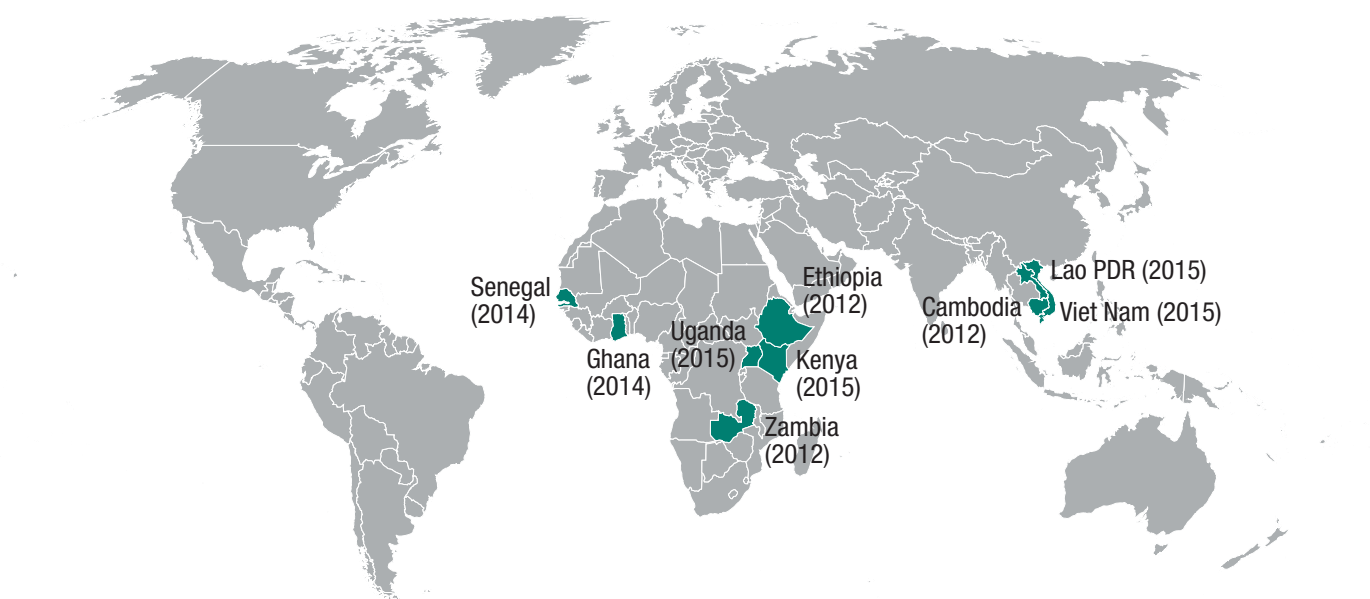 Senegal
(2014)
Ghana
(2014)
Uganda
(2015)
Ethiopia
(2012)
Kenya
(2015)
Zambia
(2012)
Cambodia
(2012)
Lao PDR (2015)
Viet Nam (2015)